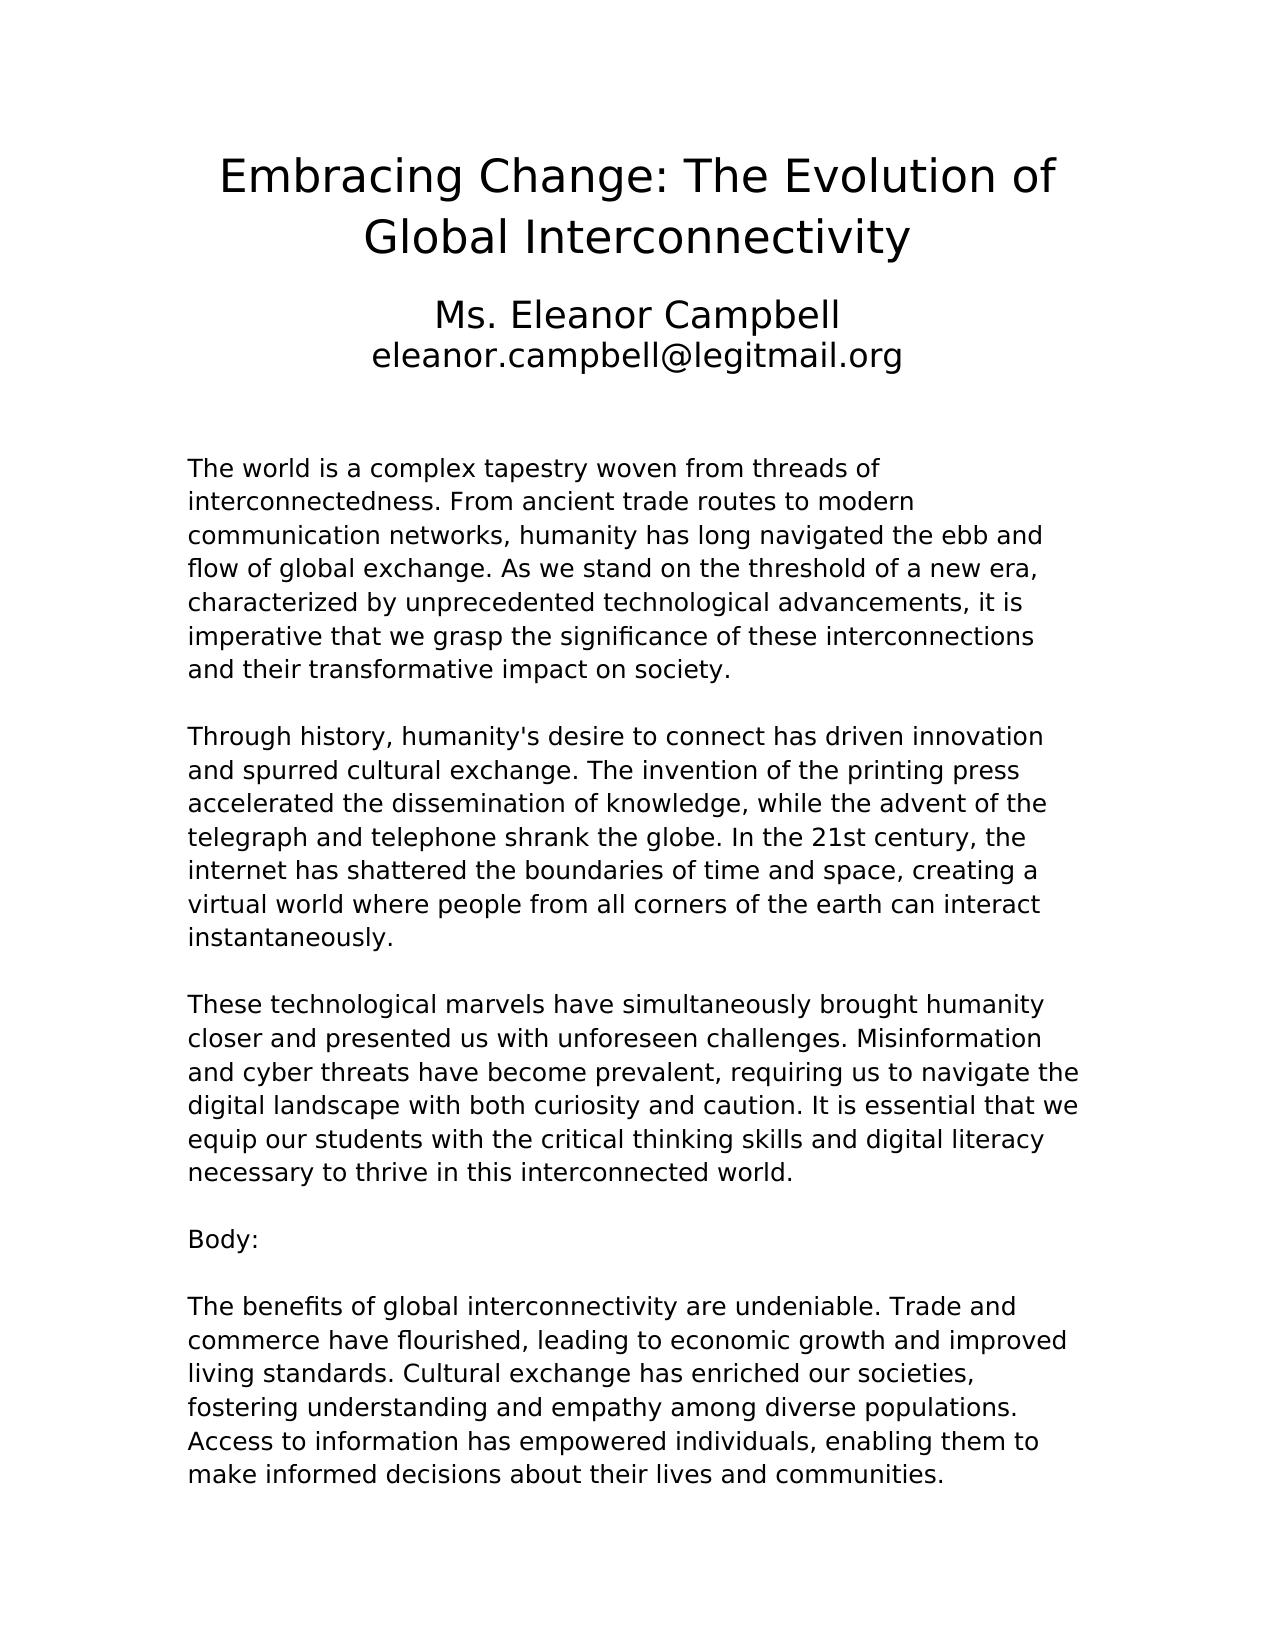 Embracing Change: The Evolution of
Global Interconnectivity
Ms. Eleanor Campbell
eleanor.campbell@legitmail.org
The world is a complex tapestry woven from threads of
interconnectedness. From ancient trade routes to modern
communication networks, humanity has long navigated the ebb and
flow of global exchange. As we stand on the threshold of a new era,
characterized by unprecedented technological advancements, it is
imperative that we grasp the significance of these interconnections
and their transformative impact on society.
Through history, humanity's desire to connect has driven innovation
and spurred cultural exchange. The invention of the printing press
accelerated the dissemination of knowledge, while the advent of the
telegraph and telephone shrank the globe. In the 21st century, the
internet has shattered the boundaries of time and space, creating a
virtual world where people from all corners of the earth can interact
instantaneously.
These technological marvels have simultaneously brought humanity
closer and presented us with unforeseen challenges. Misinformation
and cyber threats have become prevalent, requiring us to navigate the
digital landscape with both curiosity and caution. It is essential that we
equip our students with the critical thinking skills and digital literacy
necessary to thrive in this interconnected world.
Body:
The benefits of global interconnectivity are undeniable. Trade and
commerce have flourished, leading to economic growth and improved
living standards. Cultural exchange has enriched our societies,
fostering understanding and empathy among diverse populations.
Access to information has empowered individuals, enabling them to
make informed decisions about their lives and communities.